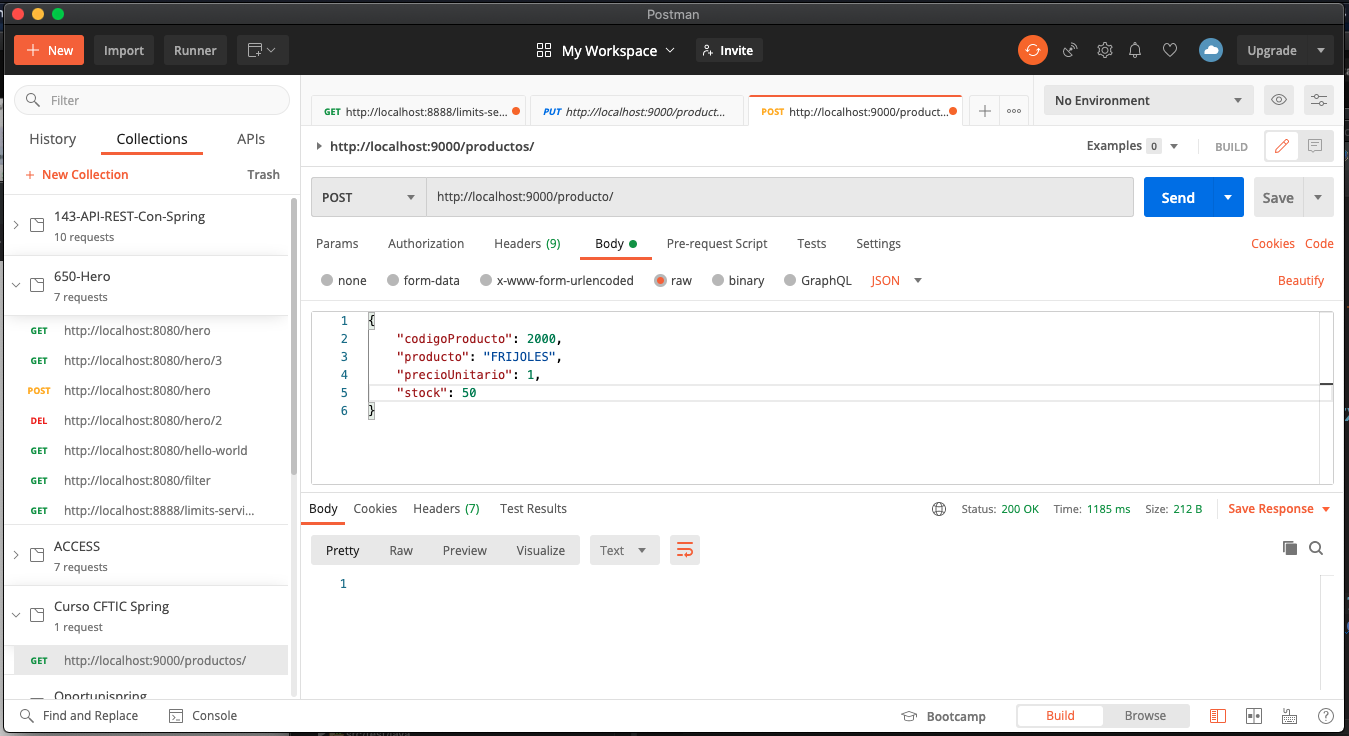 Postman
New Import Runner My Workspace Invite Upgrade
Filter
History Collections APIs
+ New Collection Trash
143-API-REST-Con-Spring
10 requests
650-Hero
7 requests
GET http://localhost:8080/hero
GET http://localhost:8080/hero/3
POST http://localhost:8080/hero
DEL http://localhost:8080/hero/2
GET http://localhost:8080/hello-world
GET http://localhost:8080/filter
GET http://localhost:8888/limits-servi...
ACCESS
7 requests
Curso CFTIC Spring
1 request
GET http://localhost:9000/productos/
Oportunispring
GET http://localhost:8888/limits-se... PUT http://localhost:9000/product... POST http://localhost:9000/product... No Environment
http://localhost:9000/productos/ Examples 0 BUILD
POST http://localhost:9000/producto/ Send Save
Params Authorization Headers (9) Body Pre-request Script Tests Settings Cookies Code
none form-data x-www-form-urlencoded raw binary GraphQL JSON Beautify
1 {
2 "codigoProducto": 2000,
3 "producto": "FRIJOLES",
4 "precioUnitario": 1,
5 "stock": 50
6 }
Body Cookies Headers (7) Test Results Status: 200 OK Time: 1185 ms Size: 212 B Save Response
Pretty Raw Preview Visualize Text
1
Find and Replace Console Bootcamp Build Browse